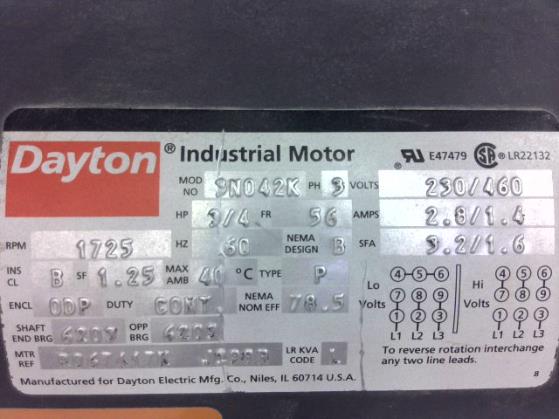 Dayton® Industrial Motor
E47479 LR22132
MOD NO 3N042K PH 3 VOLTS 230/460
HP 3/4 FR 56 AMPS 2.8/1.4
RPM 1725 HZ 60 NEMA DESIGN B SFA 3.2/1.6
INS CL B SF 1.25 MAX AMB 40 °C TYPE P
ENCL ODP DUTY CONT. NEMA NOM EFF 78.5
SHAFT END BRG OPP BRG 6203
MTR REF LR KVA CODE
Lo Volts
4-5-6
7 8 9
1 2 3
L1 L2 L3
Hi Volts
4 5 6
7 8 9
1 2 3
L1 L2 L3
To reverse rotation interchange
any two line leads.
Manufactured for Dayton Electric Mfg. Co., Niles, IL 60714 U.S.A.
8